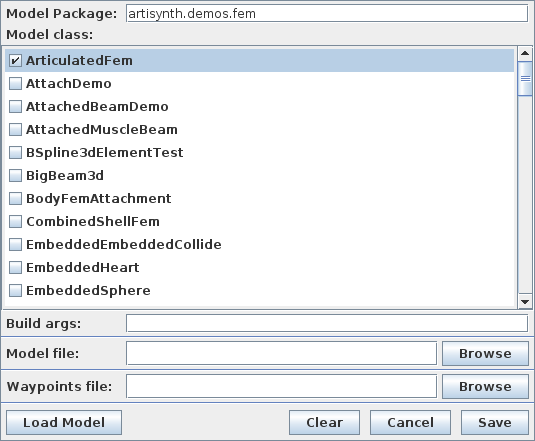 Model Package: artisynth.demos.fem
Model class:
ArticulatedFem
AttachDemo
AttachedBeamDemo
AttachedMuscleBeam
BSpline3dElementTest
BigBeam3d
BodyFemAttachment
CombinedShellFem
EmbeddedEmbeddedCollide
EmbeddedHeart
EmbeddedSphere
Build args:
Model file: Browse
Waypoints file: Browse
Load Model Clear Cancel Save